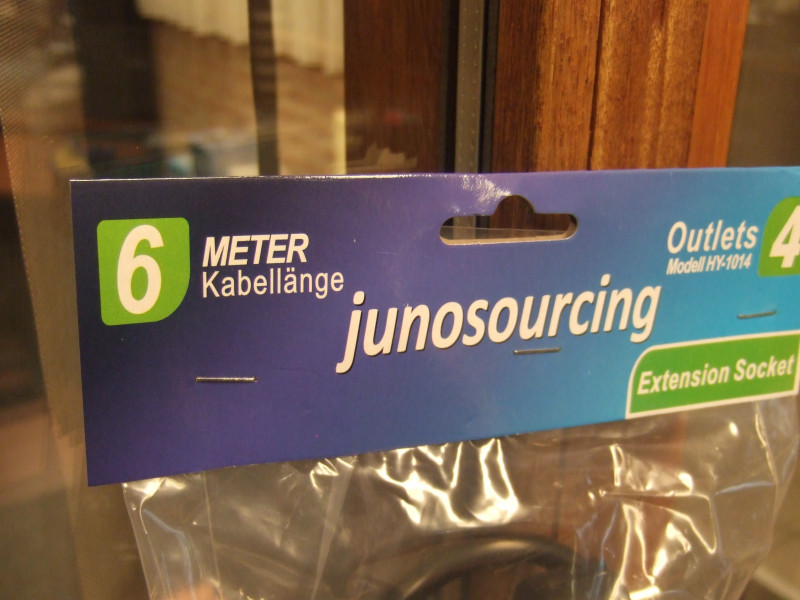 6
METER
Kabellänge
junosourcing
Outlets
Modell HY-1014
4
Extension Socket